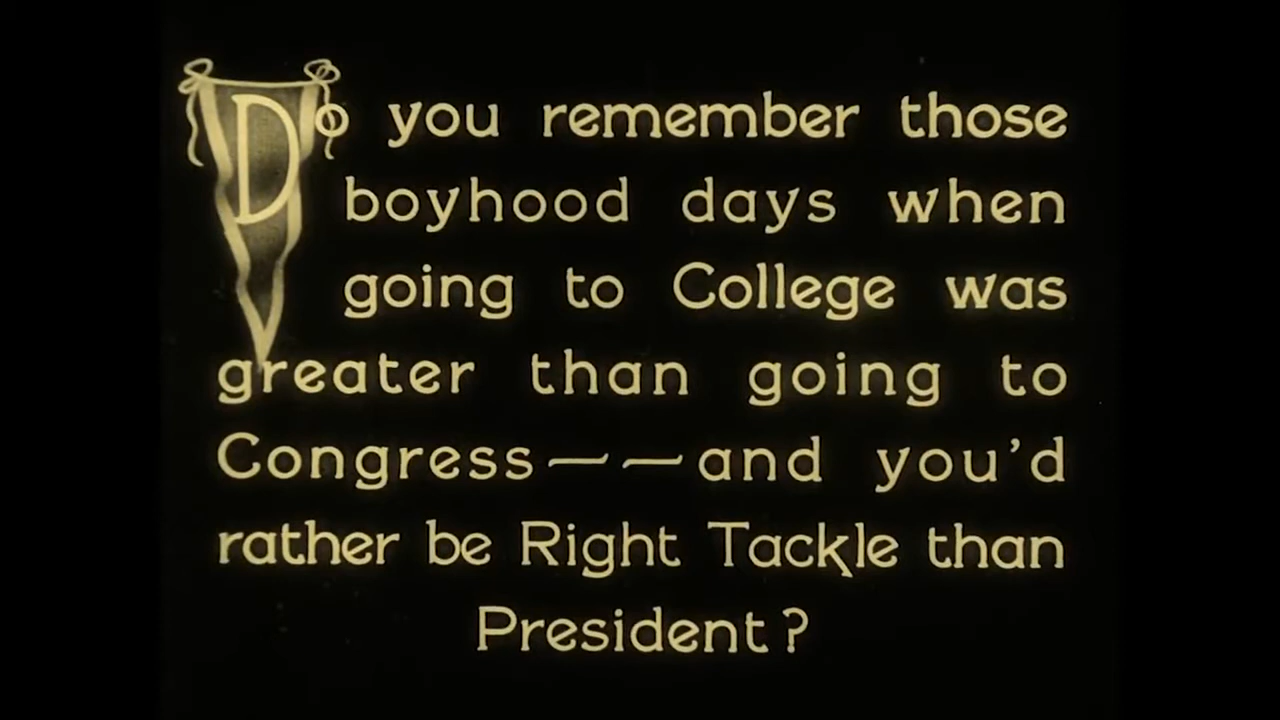 Do you remember those
boyhood days when
going to College was
greater than going to
Congress——and you'd
rather be Right Tackle than
President?